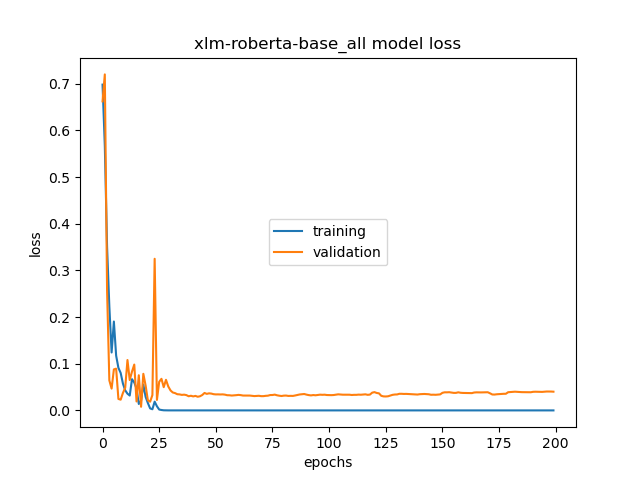 xlm-roberta-base_all model loss
0.7
0.6
0.5
0.4
0.3
0.2
0.1
0.0
loss
training
validation
0 25 50 75 100 125 150 175 200
epochs